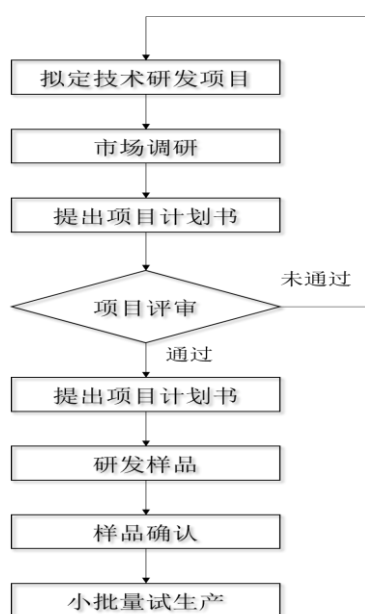 拟定技术研发项目
市场调研
提出项目计划书
项目评审
未通过
通过
提出项目计划书
研发样品
样品确认
小批量试生产